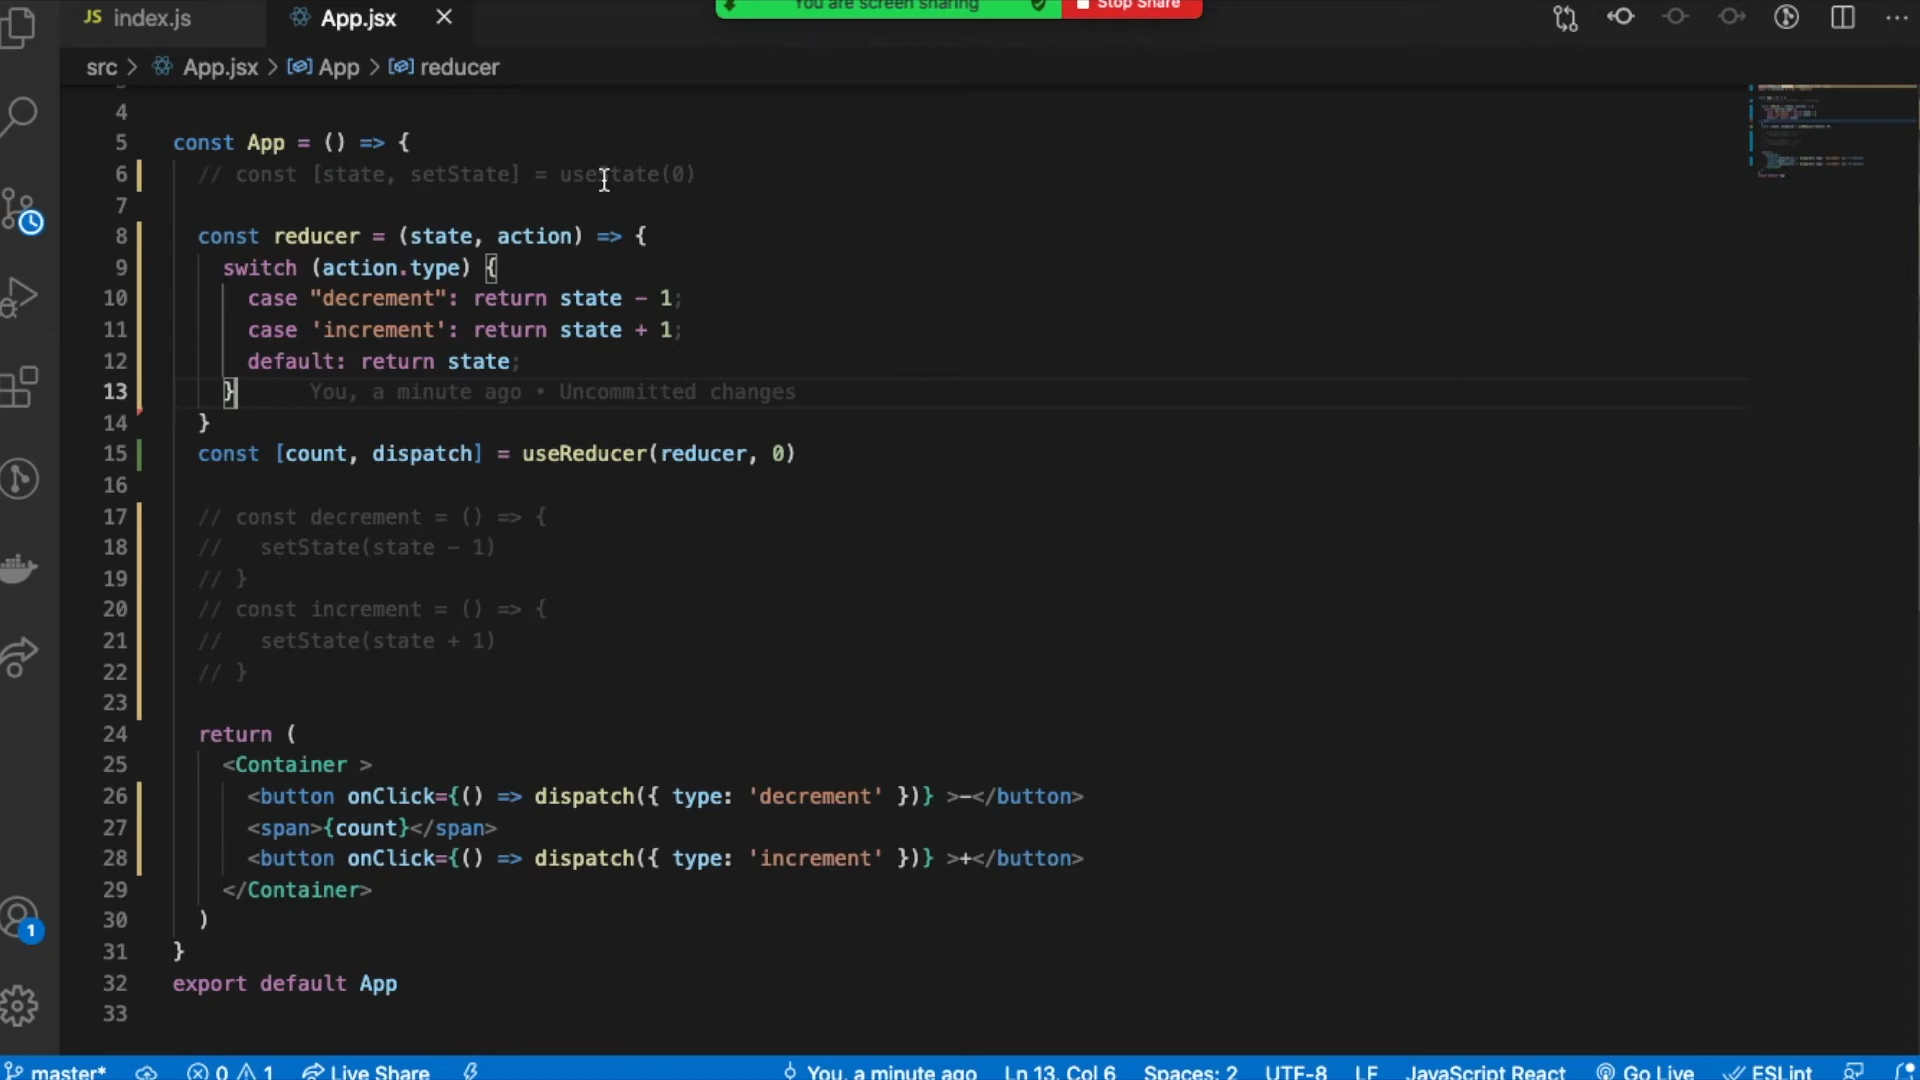 JS index.js
App.jsx
You are screen sharing
Stop Share
src > App.jsx > App > reducer
4
5 const App = () => {
6 // const [state, setState] = useState(0)
7
8 const reducer = (state, action) => {
9 switch (action.type) {
10 case "decrement": return state - 1;
11 case 'increment': return state + 1;
12 default: return state;
13 } You, a minute ago • Uncommitted changes
14 }
15 const [count, dispatch] = useReducer(reducer, 0)
16
17 // const decrement = () => {
18 // setState(state - 1)
19 // }
20 // const increment = () => {
21 // setState(state + 1)
22 // }
23
24 return (
25 <Container >
26 <button onClick={() => dispatch({ type: 'decrement' })} >-</button>
27 <span>{count}</span>
28 <button onClick={() => dispatch({ type: 'increment' })} >+</button>
29 </Container>
30 )
31 }
32 export default App
33
1
master* 0 1 Live Share You, a minute ago Ln 13, Col 6 Spaces: 2 UTF-8 LF JavaScript React Go Live ESLint